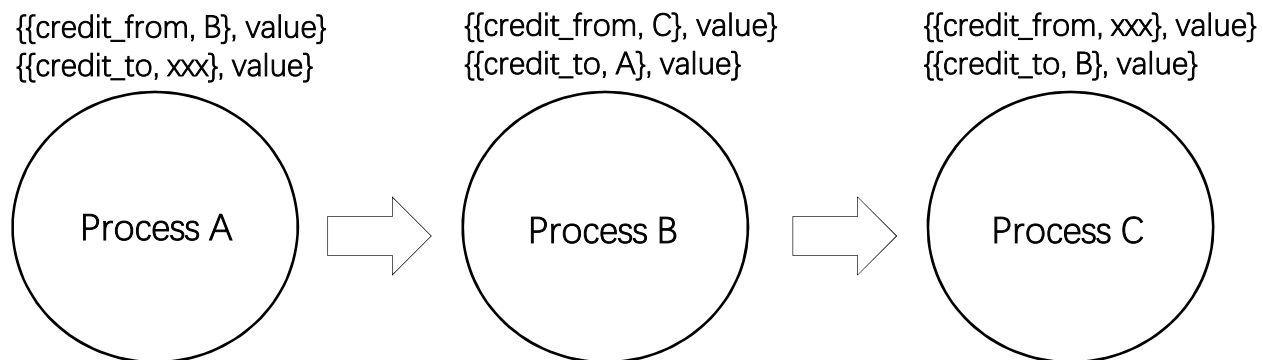 {{credit_from, B}, value}
{{credit_to, xxx}, value}
{{credit_from, C}, value}
{{credit_to, A}, value}
{{credit_from, xxx}, value}
{{credit_to, B}, value}
Process A
Process B
Process C